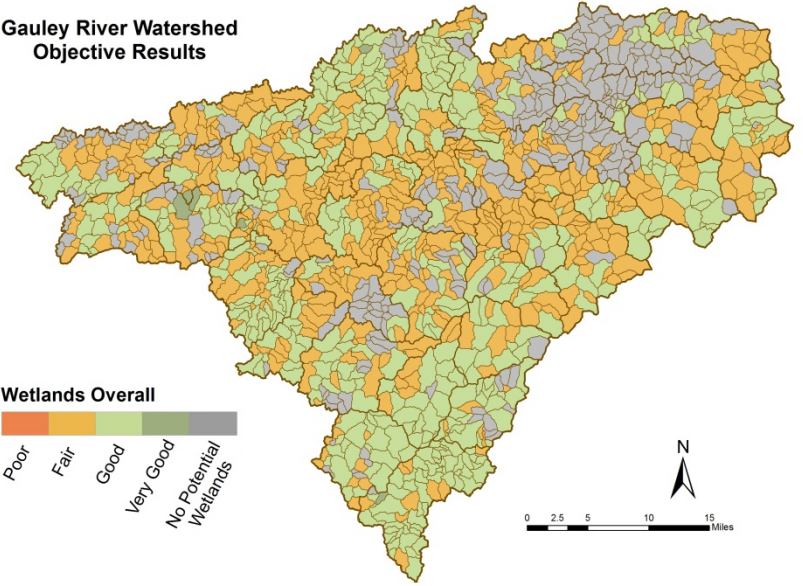 Gauley River Watershed
Objective Results
Wetlands Overall
Poor
Fair
Good
Very Good
No Potential
Wetlands
N
0 2.5 5 10 15
Miles